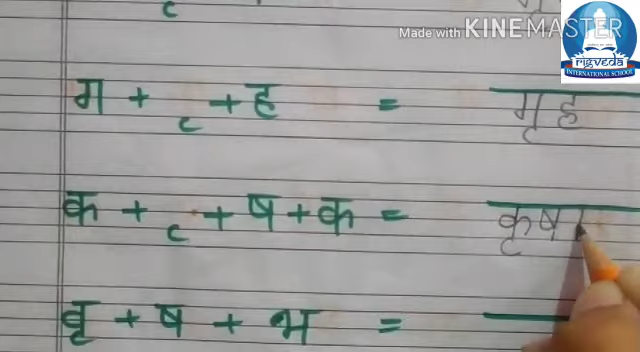 Made with KINEMASTER
rigveda
INTERNATIONAL SCHOOL
ग + ृ + ह = गृह
क + ृ + ष + क = कृष
बृ + ष + भ =